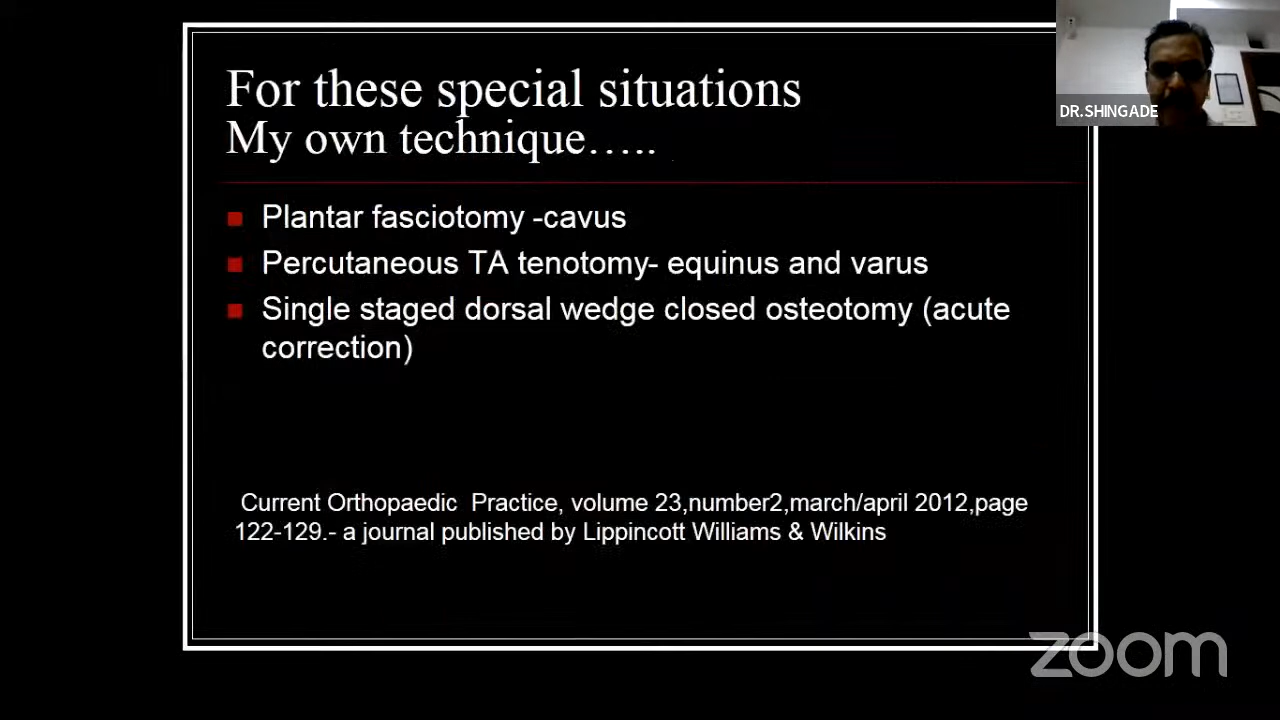 For these special situations
My own technique…..
DR.SHINGADE
Plantar fasciotomy -cavus
Percutaneous TA tenotomy- equinus and varus
Single staged dorsal wedge closed osteotomy (acute
correction)
Current Orthopaedic Practice, volume 23,number2,march/april 2012,page
122-129.- a journal published by Lippincott Williams & Wilkins
zoom